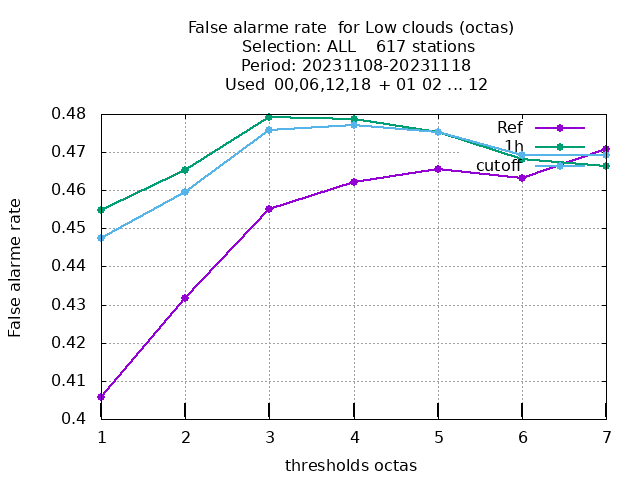 False alarme rate  for Low clouds (octas)
Selection: ALL    617 stations
Period: 20231108-20231118
Used  00,06,12,18  + 01 02 ... 12
Ref
1h
cutoff
False alarme rate
0.48
0.47
0.46
0.45
0.44
0.43
0.42
0.41
0.4
1 2 3 4 5 6 7
thresholds octas